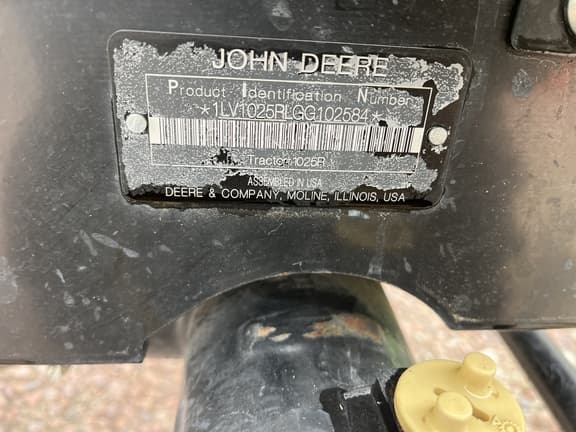 JOHN DEERE
Product Identification Number
*1LV1025RLGG102584*
Tractor 1025R
ASSEMBLED IN USA
DEERE & COMPANY, MOLINE, ILLINOIS, USA